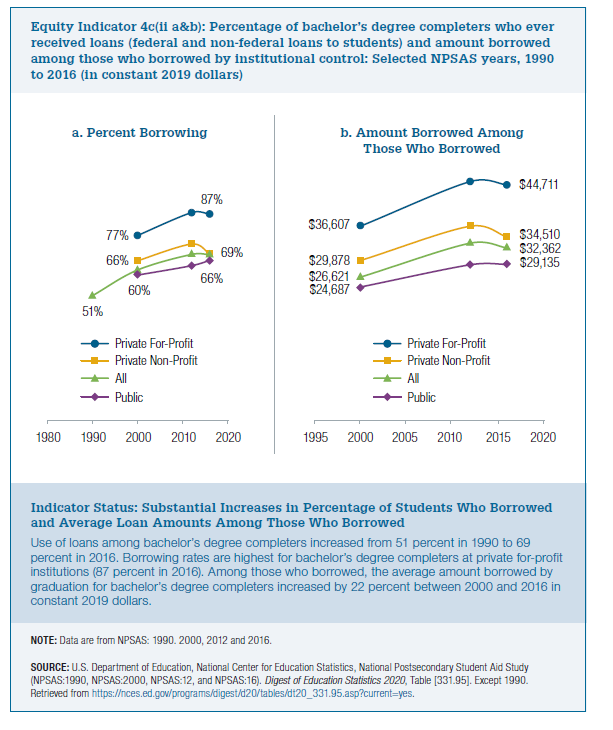 Equity Indicator 4c(ii a&b): Percentage of bachelor's degree completers who ever
received loans (federal and non-federal loans to students) and amount borrowed
among those who borrowed by institutional control: Selected NPSAS years, 1990
to 2016 (in constant 2019 dollars)
a. Percent Borrowing
87%
77%
66%
69%
66%
60%
51%
Private For-Profit
Private Non-Profit
All
Public
1980 1990 2000 2010 2020
b. Amount Borrowed Among
Those Who Borrowed
$44,711
$36,607
$34,510
$29,878
$32,362
$26,621
$29,135
$24,687
Private For-Profit
Private Non-Profit
All
Public
1995 2000 2005 2010 2015 2020
Indicator Status: Substantial Increases in Percentage of Students Who Borrowed
and Average Loan Amounts Among Those Who Borrowed
Use of loans among bachelor's degree completers increased from 51 percent in 1990 to 69
percent in 2016. Borrowing rates are highest for bachelor's degree completers at private for-profit
institutions (87 percent in 2016). Among those who borrowed, the average amount borrowed by
graduation for bachelor's degree completers increased by 22 percent between 2000 and 2016 in
constant 2019 dollars.
NOTE: Data are from NPSAS: 1990. 2000, 2012 and 2016.
SOURCE: U.S. Department of Education, National Center for Education Statistics, National Postsecondary Student Aid Study
(NPSAS:1990, NPSAS:2000, NPSAS:12, and NPSAS:16). Digest of Education Statistics 2020, Table [331.95]. Except 1990.
Retrieved from https://nces.ed.gov/programs/digest/d20/tables/dt20_331.95.asp?current=yes.